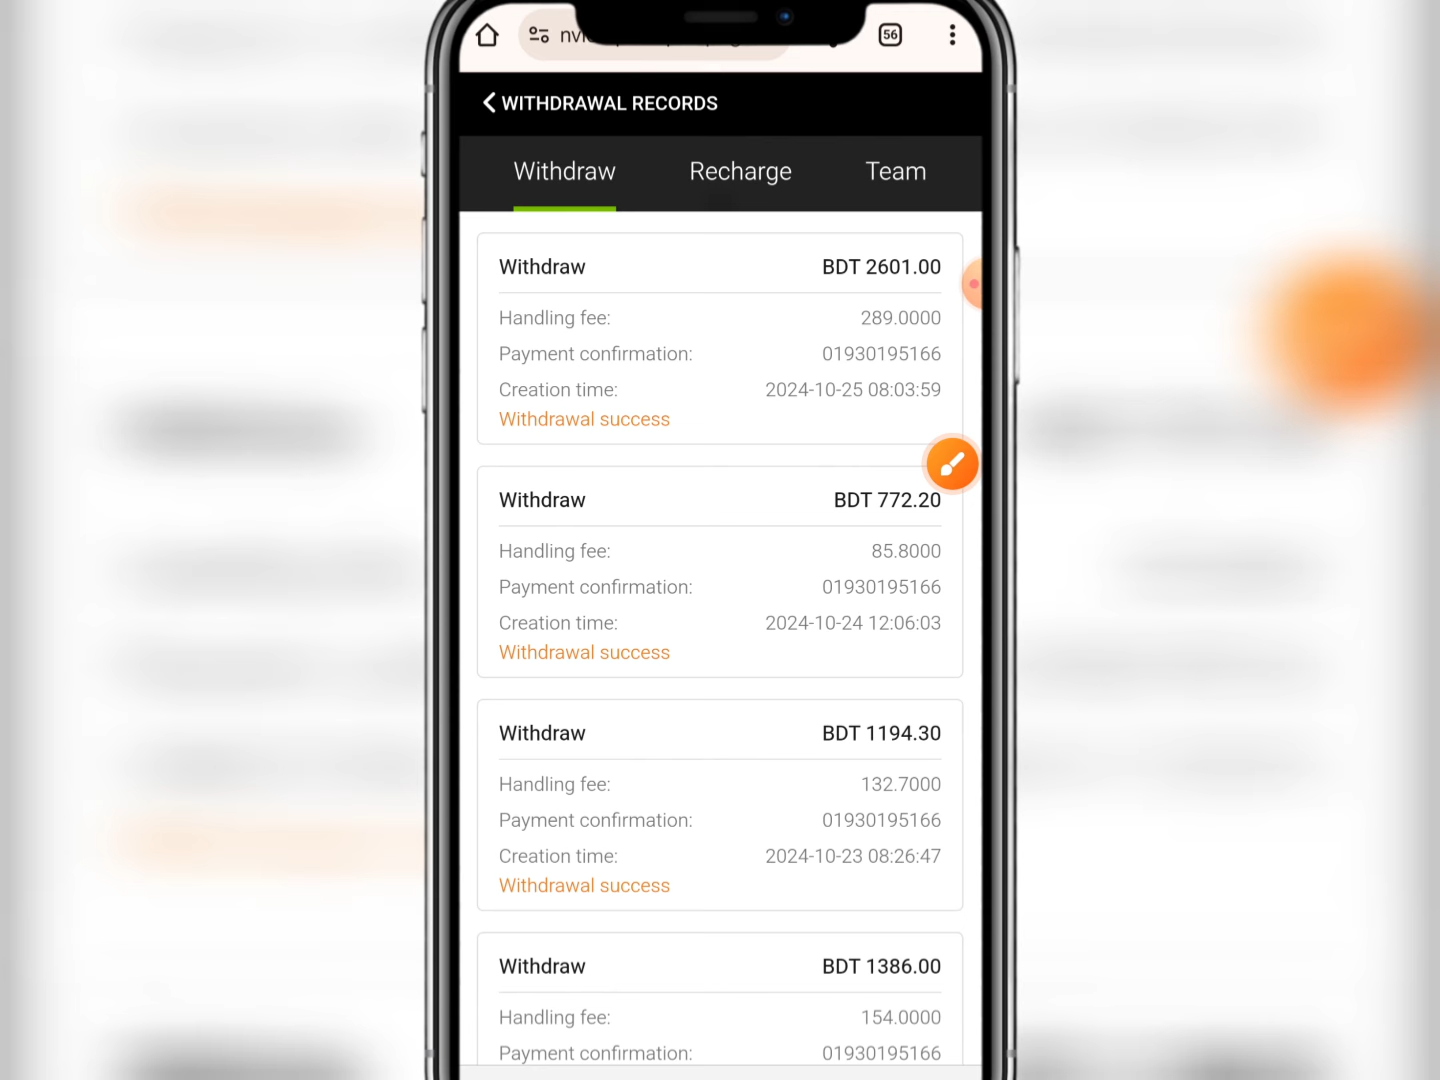 56
WITHDRAWAL RECORDS
Withdraw Recharge Team
Withdraw BDT 2601.00
Handling fee: 289.0000
Payment confirmation: 01930195166
Creation time: 2024-10-25 08:03:59
Withdrawal success
Withdraw BDT 772.20
Handling fee: 85.8000
Payment confirmation: 01930195166
Creation time: 2024-10-24 12:06:03
Withdrawal success
Withdraw BDT 1194.30
Handling fee: 132.7000
Payment confirmation: 01930195166
Creation time: 2024-10-23 08:26:47
Withdrawal success
Withdraw BDT 1386.00
Handling fee: 154.0000
Payment confirmation: 01930195166